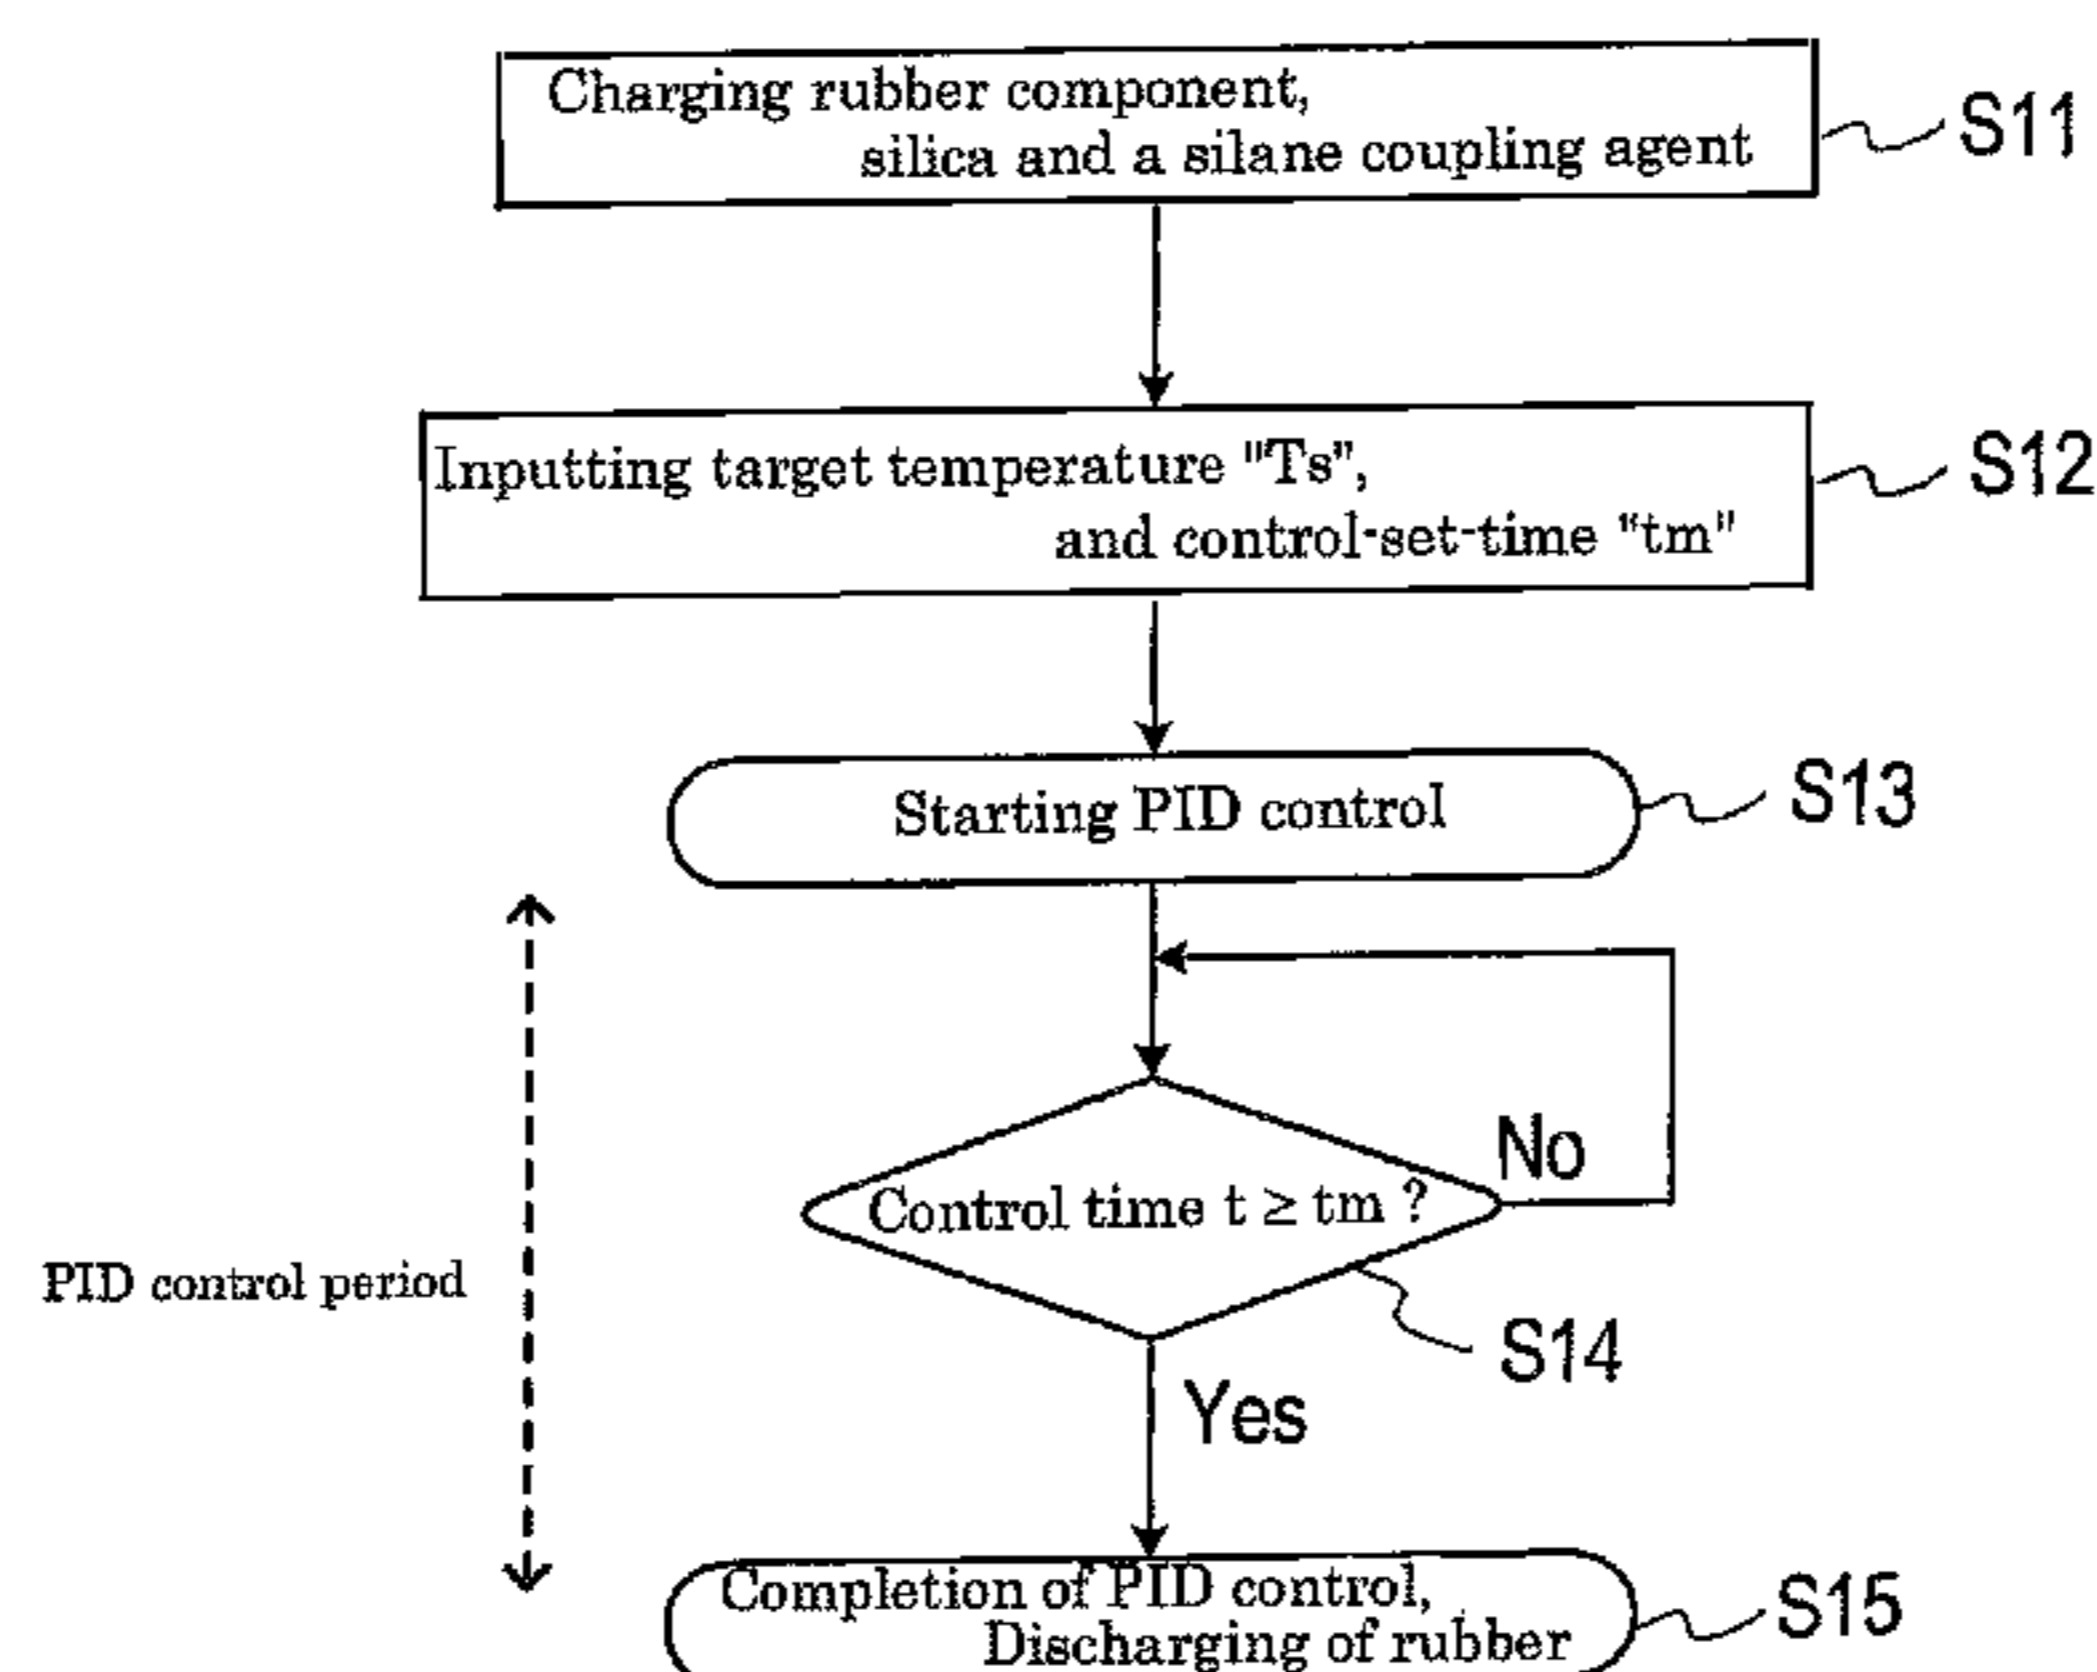 Charging rubber component,
silica and a silane coupling agent
S11
Inputting target temperature "Ts",
and control-set-time "tm"
S12
Starting PID control
S13
No
Control time t ≥ tm ?
PID control period
S14
Yes
Completion of PID control,
Discharging of rubber
S15